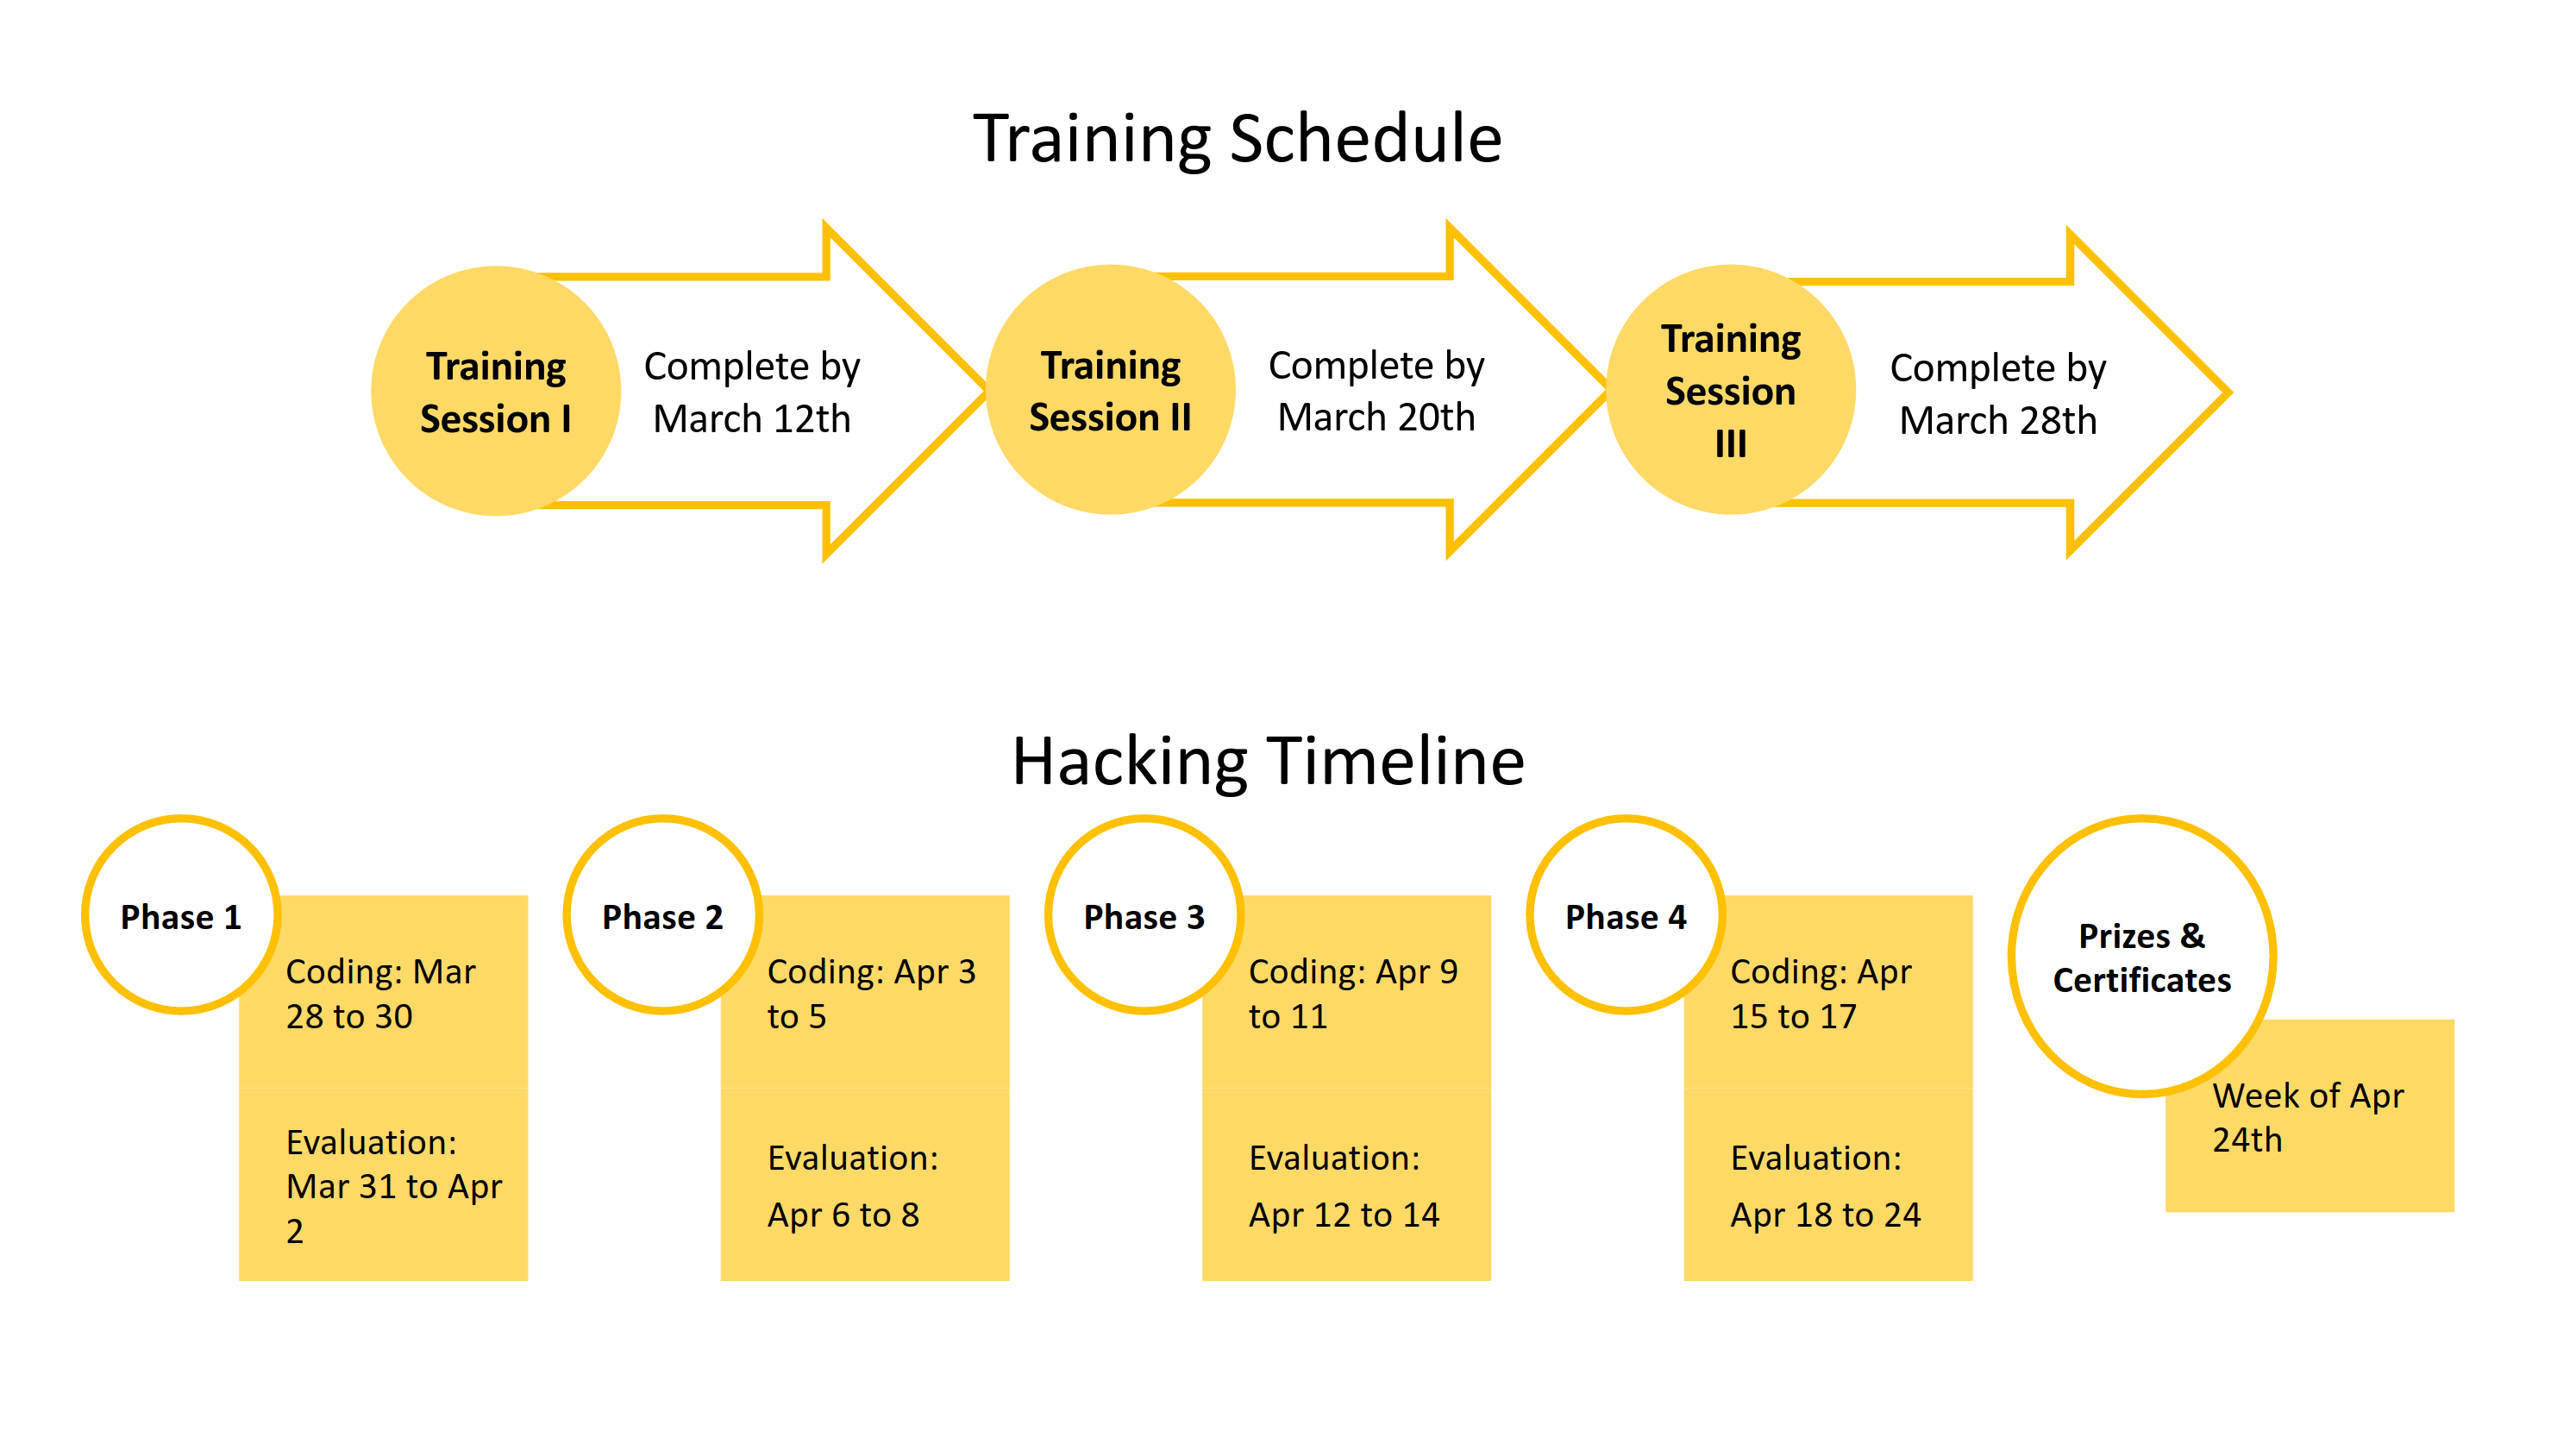 Training Schedule
Training
Session I
Complete by
March 12th
Training
Session II
Complete by
March 20th
Training
Session
III
Complete by
March 28th
Hacking Timeline
Phase 1
Coding: Mar
28 to 30
Evaluation:
Mar 31 to Apr
2
Phase 2
Coding: Apr 3
to 5
Evaluation:
Apr 6 to 8
Phase 3
Coding: Apr 9
to 11
Evaluation:
Apr 12 to 14
Phase 4
Coding: Apr
15 to 17
Evaluation:
Apr 18 to 24
Prizes &
Certificates
Week of Apr
24th